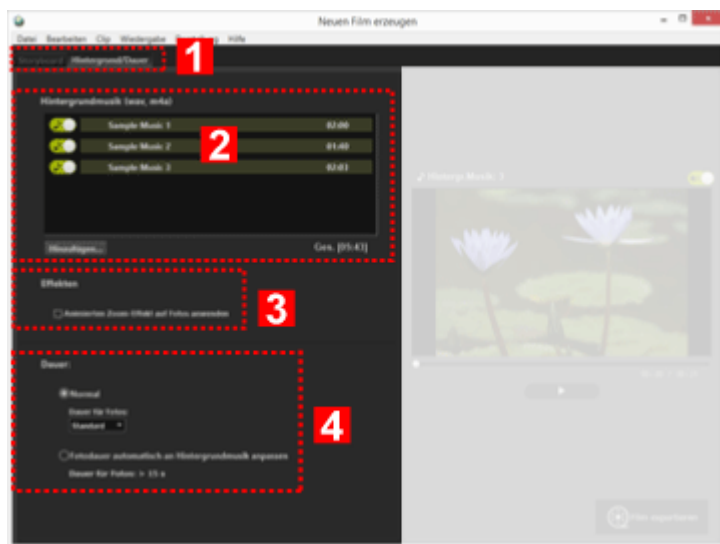 Neuen Film erzeugen
Datei Bearbeiten Clip Wiedergabe Hilfe
Storyboard Hintergrund/Dauer
1
Hintergrundmusik (wav, m4a)
Sample Music 1 02:00
2
Sample Music 2 01:40
Sample Music 3 02:03
♪ Hintergr Musik: 3
Hinzufügen... Ges. [05:43]
Effekten
3
Animierten Zoom-Effekt auf Fotos anwenden
Dauer:
Normal
Dauer für Fotos:
Standard
4
Fotodauer automatisch an Hintergrundmusik anpassen
Dauer für Fotos: > 15 s
Film exportieren